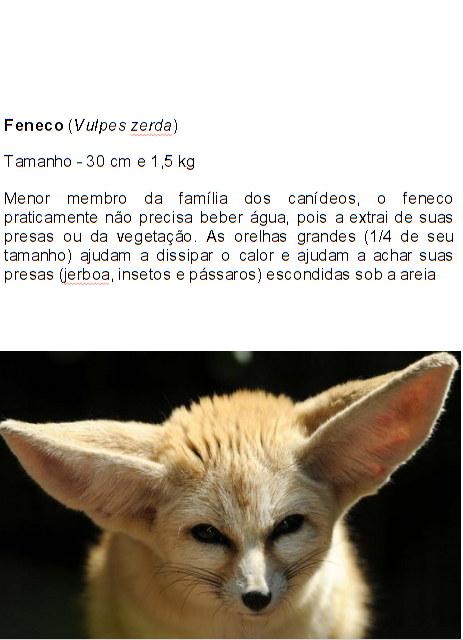 Feneco (Vulpes zerda)
Tamanho - 30 cm e 1,5 kg
Menor membro da família dos canídeos, o feneco
praticamente não precisa beber água, pois a extrai de suas
presas ou da vegetação. As orelhas grandes (1/4 de seu
tamanho) ajudam a dissipar o calor e ajudam a achar suas
presas (jerboa, insetos e pássaros) escondidas sob a areia